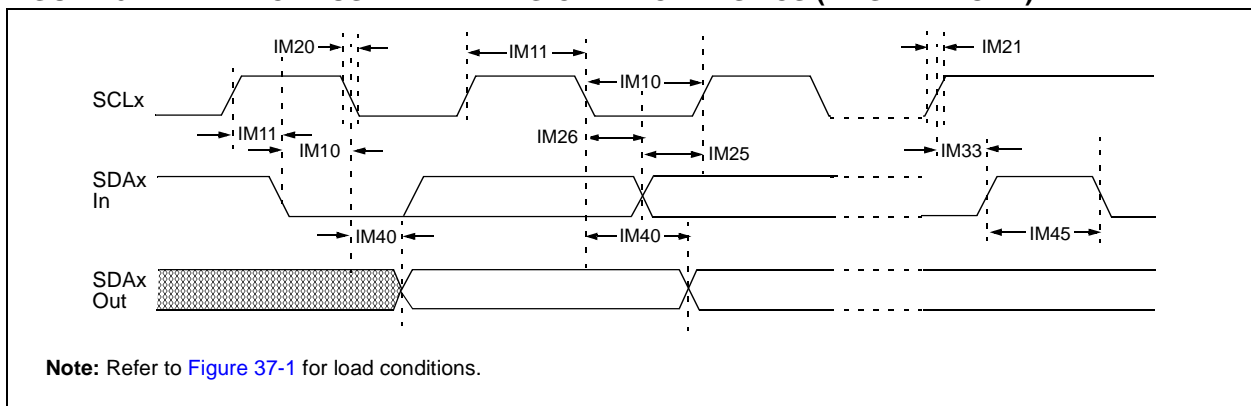 IM20
IM11
IM21
IM10
SCLx
IM11
IM26
IM10
IM25
IM33
SDAx
In
IM40
IM40
IM45
SDAx
Out
Note: Refer to Figure 37-1 for load conditions.